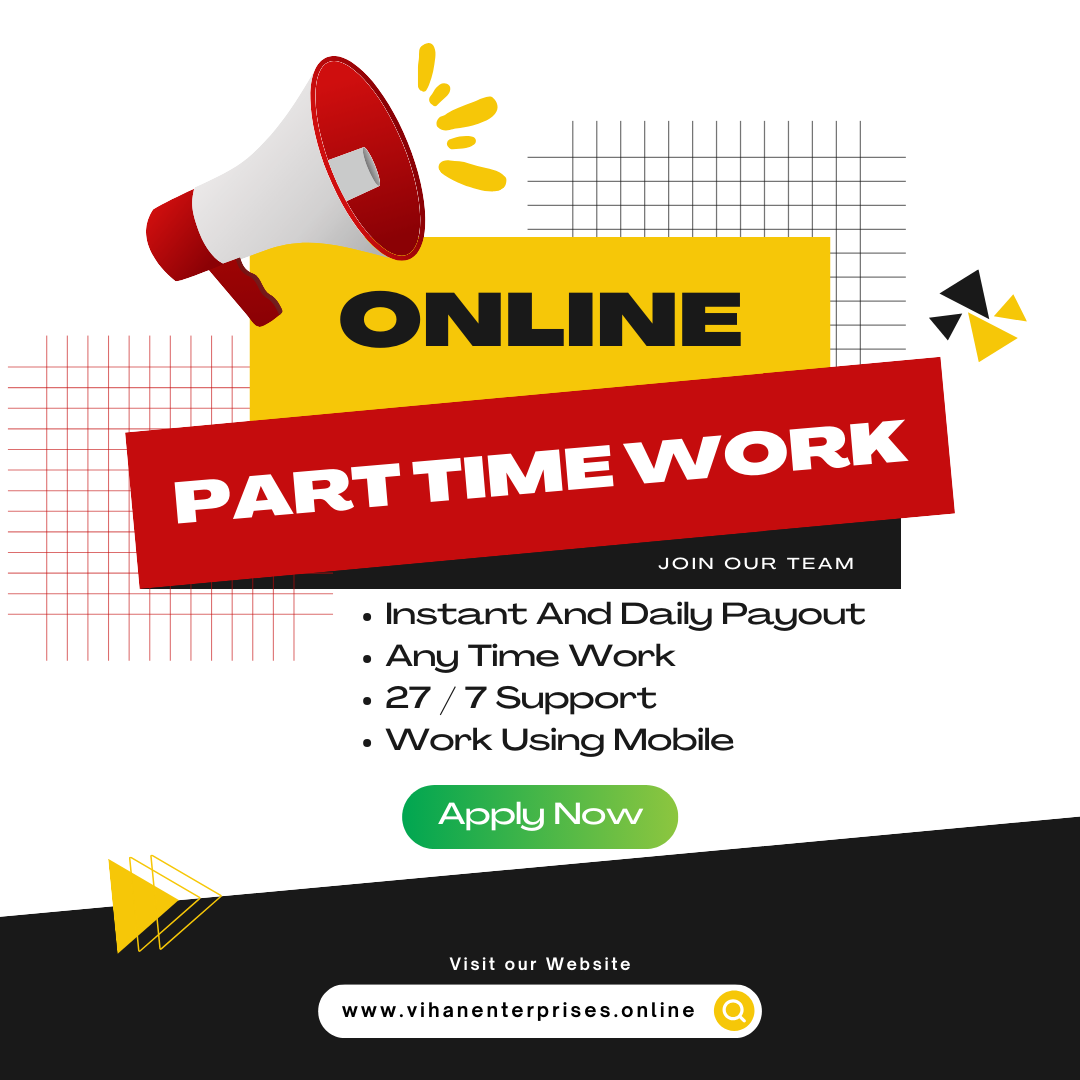 ONLINE
PART TIME WORK
JOIN OUR TEAM
• Instant And Daily Payout
• Any Time Work
• 27 / 7 Support
• Work Using Mobile
Apply Now
Visit our Website
www.vihanenterprises.online